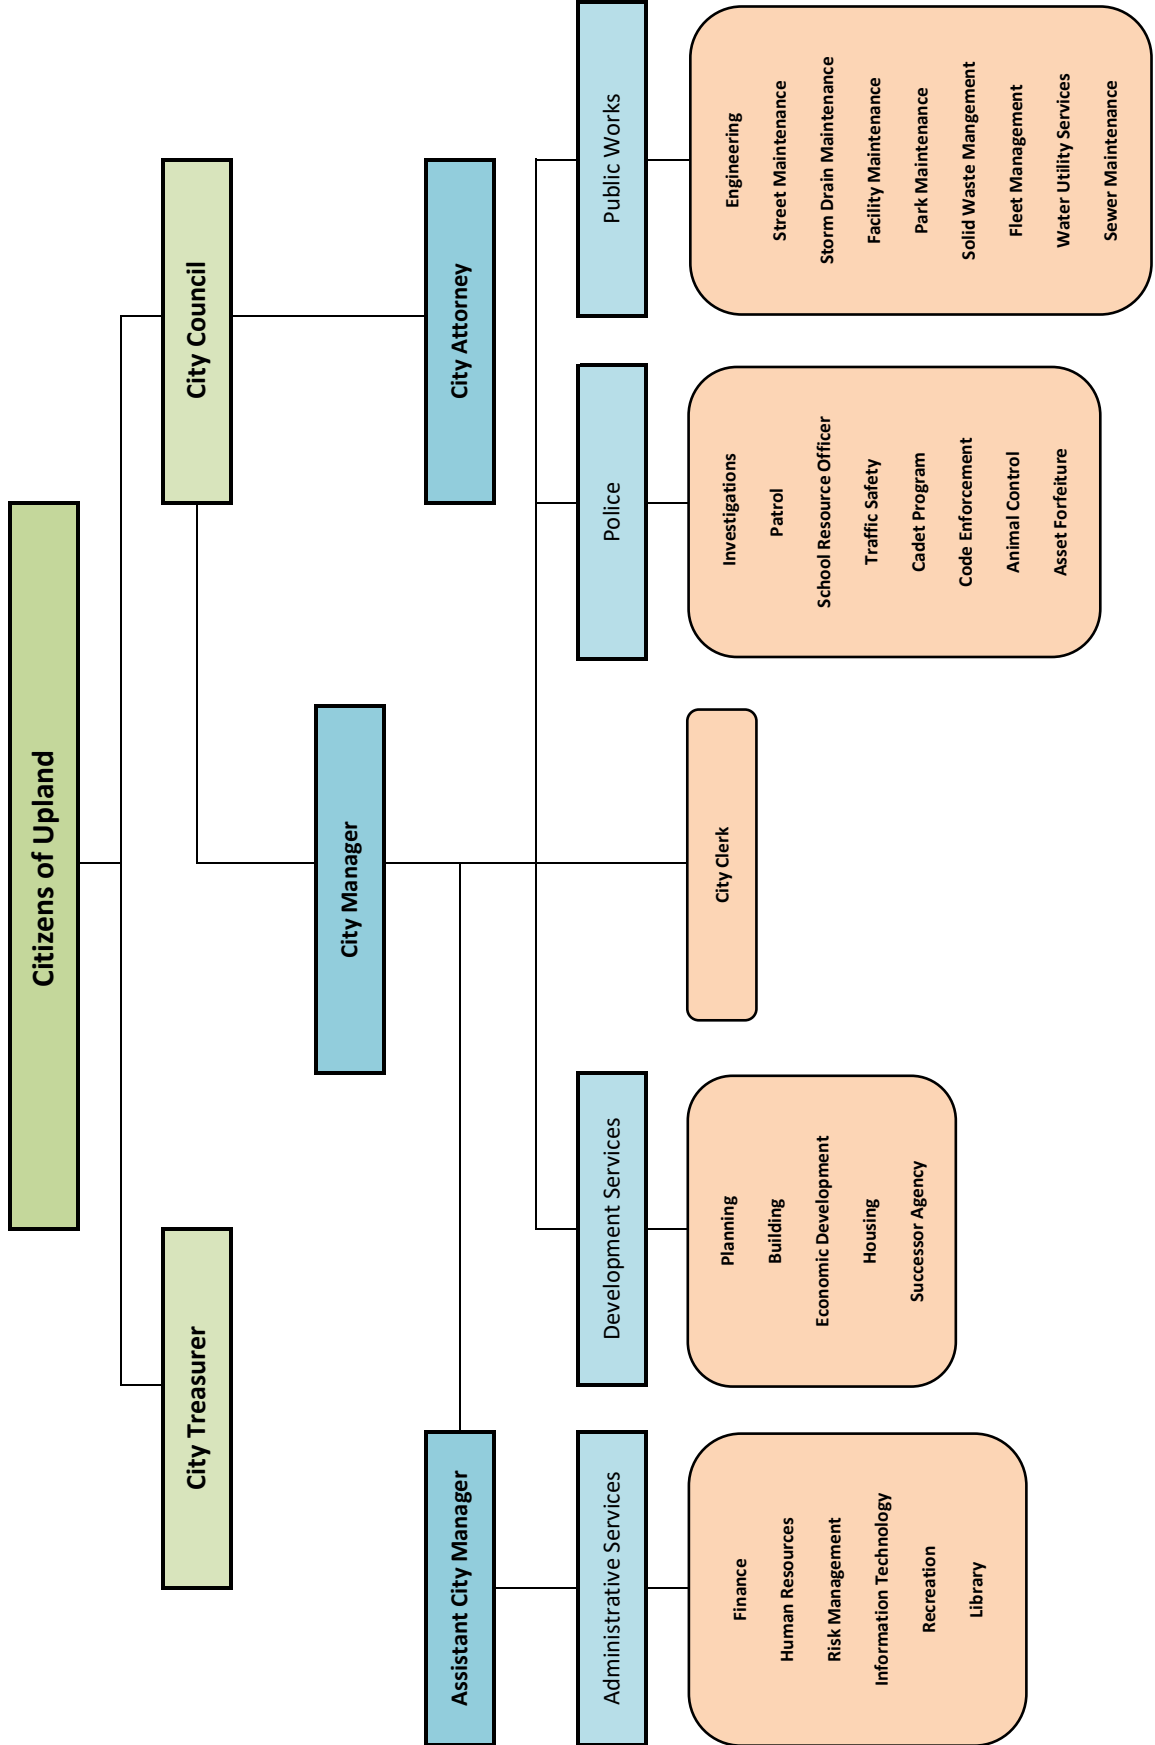 Citizens of Upland
City Treasurer
City Council
City Manager
Assistant City Manager
City Attorney
Administrative Services
Development Services
Police
Public Works
Finance
Human Resources
Risk Management
Information Technology
Recreation
Library
Planning
Building
Economic Development
Housing
Successor Agency
City Clerk
Investigations
Patrol
School Resource Officer
Traffic Safety
Cadet Program
Code Enforcement
Animal Control
Asset Forfeiture
Engineering
Street Maintenance
Storm Drain Maintenance
Facility Maintenance
Park Maintenance
Solid Waste Mangement
Fleet Management
Water Utility Services
Sewer Maintenance